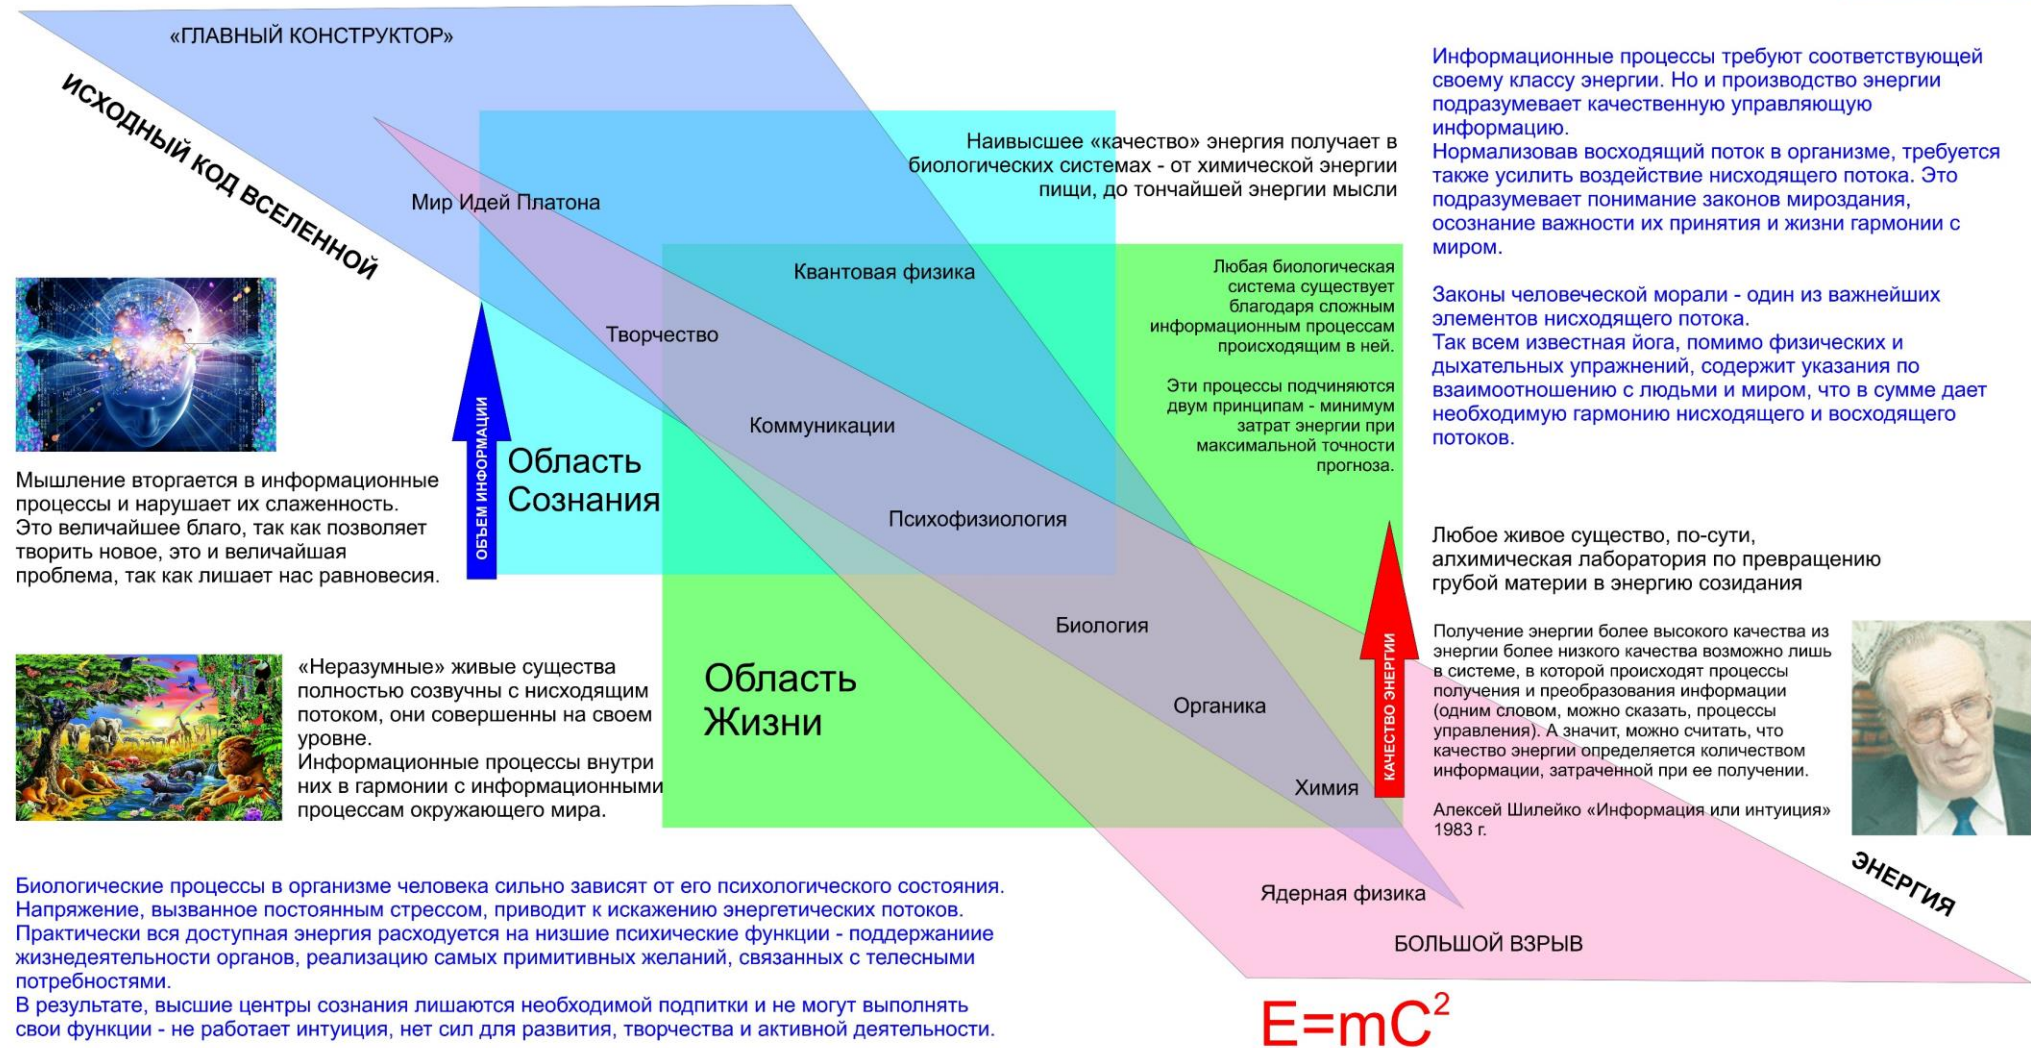 «ГЛАВНЫЙ КОНСТРУКТОР»
ИСХОДНЫЙ КОД ВСЕЛЕННОЙ
Мир Идей Платона
Наивысшее «качество» энергия получает в
биологических системах - от химической энергии
пищи, до тончайшей энергии мысли
Информационные процессы требуют соответствующей
своему классу энергии. Но и производство энергии
подразумевает качественную управляющую
информацию.
Нормализовав восходящий поток в организме, требуется
также усилить воздействие нисходящего потока. Это
подразумевает понимание законов мироздания,
осознание важности их принятия и жизни гармонии с
миром.
Законы человеческой морали - один из важнейших
элементов нисходящего потока.
Так всем известная йога, помимо физических и
дыхательных упражнений, содержит указания по
взаимоотношению с людьми и миром, что в сумме дает
необходимую гармонию нисходящего и восходящего
потоков.
Квантовая физика
Творчество
Коммуникации
Психофизиология
Биология
Органика
Химия
Ядерная физика
БОЛЬШОЙ ВЗРЫВ
Любая биологическая
система существует
благодаря сложным
информационным процессам
происходящим в ней.
Эти процессы подчиняются
двум принципам - минимум
затрат энергии при
максимальной точности
прогноза.
ОБЪЕМ ИНФОРМАЦИИ
Область
Сознания
Область
Жизни
КАЧЕСТВО ЭНЕРГИИ
Мышление вторгается в информационные
процессы и нарушает их слаженность.
Это величайшее благо, так как позволяет
творить новое, это и величайшая
проблема, так как лишает нас равновесия.
«Неразумные» живые существа
полностью созвучны с нисходящим
потоком, они совершенны на своем
уровне.
Информационные процессы внутри
них в гармонии с информационными
процессам окружающего мира.
Любое живое существо, по-сути,
алхимическая лаборатория по превращению
грубой материи в энергию созидания
Получение энергии более высокого качества из
энергии более низкого качества возможно лишь
в системе, в которой происходят процессы
получения и преобразования информации
(одним словом, можно сказать, процессы
управления). А значит, можно считать, что
качество энергии определяется количеством
информации, затраченной при ее получении.
Алексей Шилейко «Информация или интуиция»
1983 г.
ЭНЕРГИЯ
Биологические процессы в организме человека сильно зависят от его психологического состояния.
Напряжение, вызванное постоянным стрессом, приводит к искажению энергетических потоков.
Практически вся доступная энергия расходуется на низшие психические функции - поддержаниие
жизнедеятельности органов, реализацию самых примитивных желаний, связанных с телесными
потребностями.
В результате, высшие центры сознания лишаются необходимой подпитки и не могут выполнять
свои функции - не работает интуиция, нет сил для развития, творчества и активной деятельности.
E=mC²